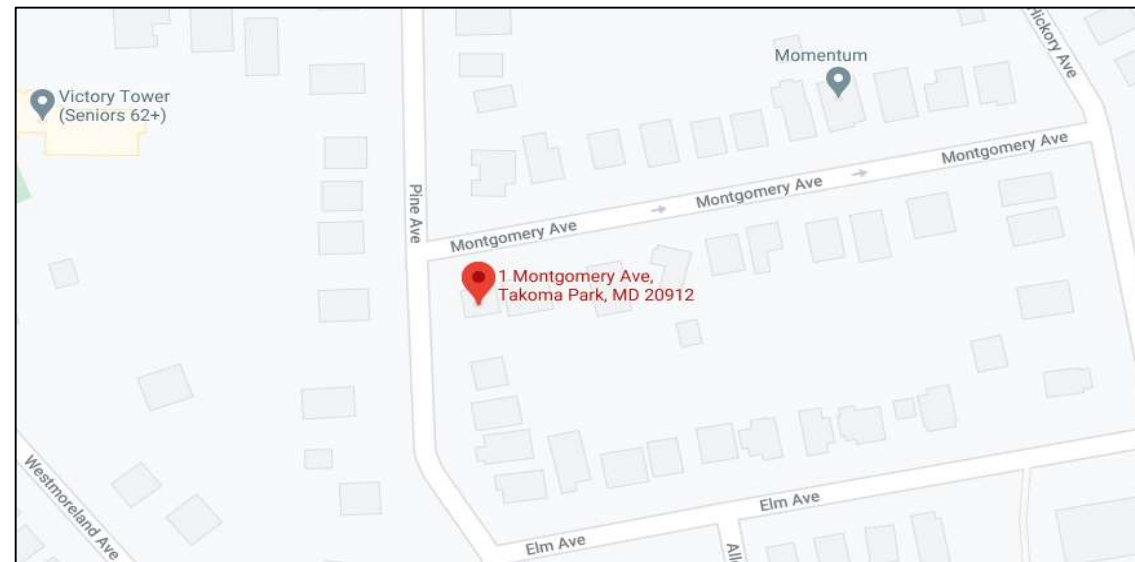 Hickory Ave
Momentum
Victory Tower
(Seniors 62+)
Montgomery Ave
Montgomery Ave
Pine Ave
Montgomery Ave
1 Montgomery Ave,
Takoma Park, MD 20912
Westmoreland Ave
Elm Ave
Elm Ave